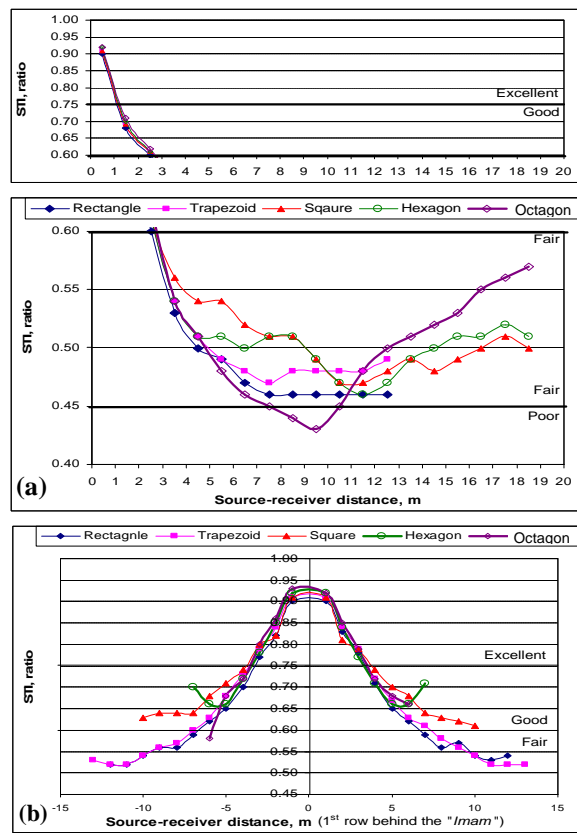 1.00
0.95
0.90
0.85
0.80
0.75
0.70
0.65
0.60
STI, ratio
Excellent
Good
0 1 2 3 4 5 6 7 8 9 10 11 12 13 14 15 16 17 18 19 20
Rectangle Trapezoid Sqaure Hexagon Octagon
0.60
0.55
0.50
0.45
0.40
STI, ratio
Fair
Fair
Poor
0 1 2 3 4 5 6 7 8 9 10 11 12 13 14 15 16 17 18 19 20
(a)
Source-receiver distance, m
Rectagnle Trapezoid Square Hexagon Octagon
1.00
0.95
0.90
0.85
0.80
0.75
0.70
0.65
0.60
0.55
0.50
0.45
STI, ratio
Excellent
Good
Fair
-15 -10 -5 0 5 10 15
(b)
Source-receiver distance, m (1st row behind the "Imam")